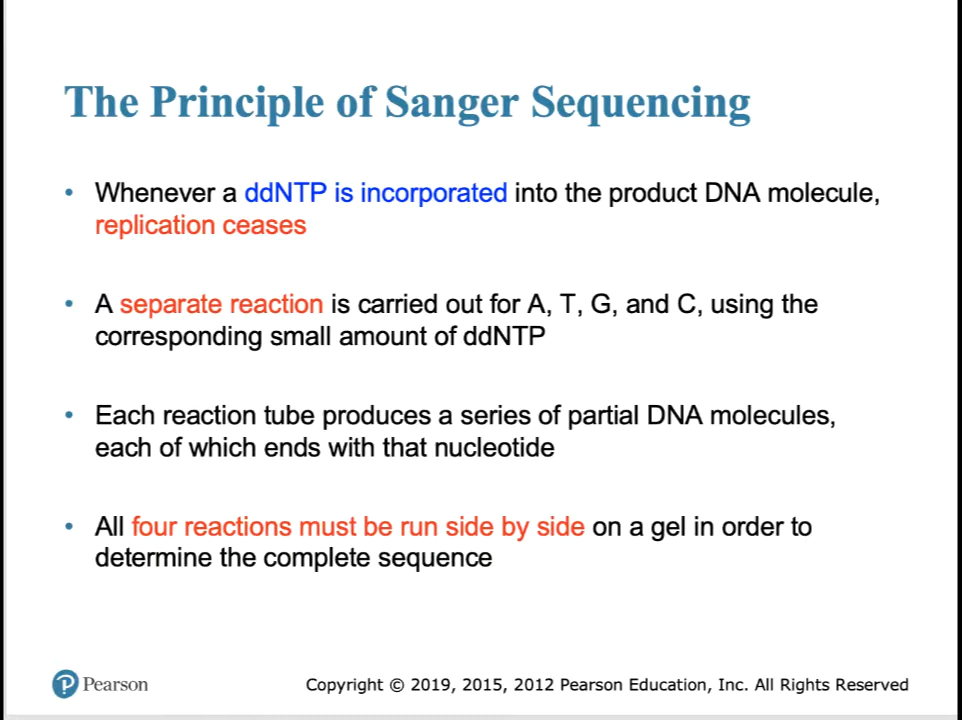 The Principle of Sanger Sequencing
• Whenever a ddNTP is incorporated into the product DNA molecule,
replication ceases
• A separate reaction is carried out for A, T, G, and C, using the
corresponding small amount of ddNTP
• Each reaction tube produces a series of partial DNA molecules,
each of which ends with that nucleotide
• All four reactions must be run side by side on a gel in order to
determine the complete sequence
P Pearson
Copyright © 2019, 2015, 2012 Pearson Education, Inc. All Rights Reserved